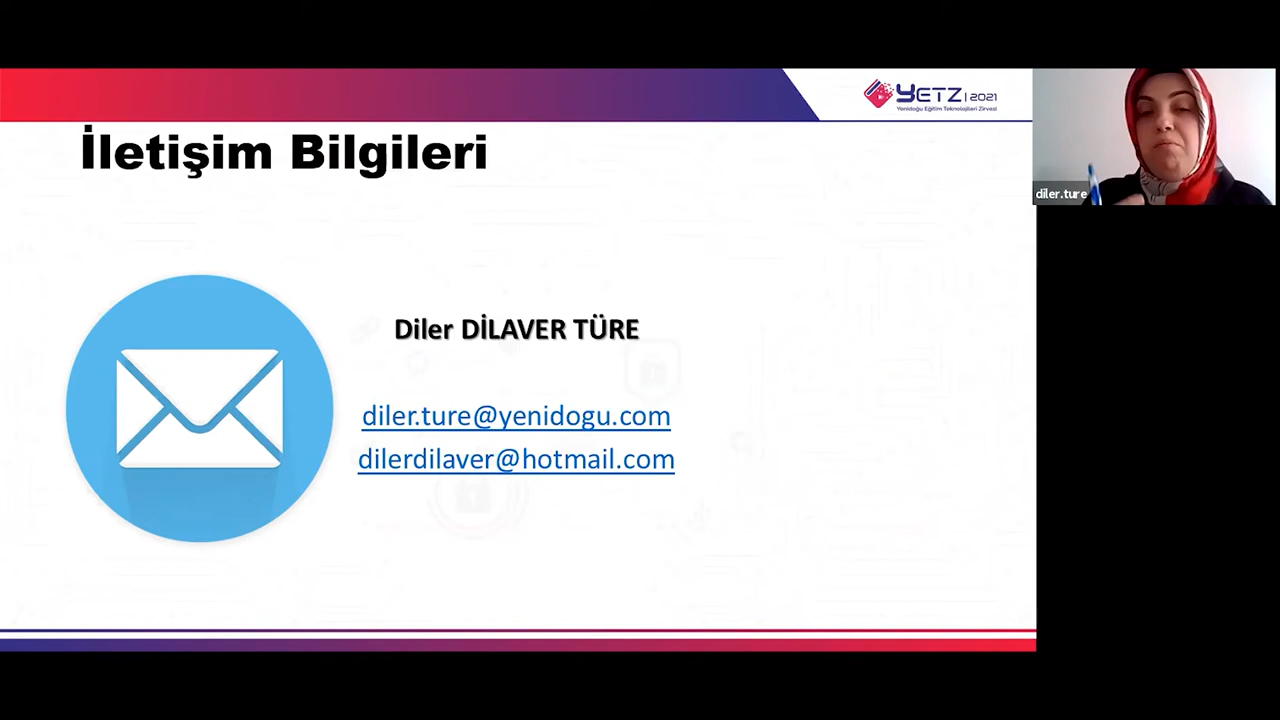 YETZ | 2021
Yenidoğu Eğitim Teknolojileri Zirvesi
İletişim Bilgileri
diler.ture
Diler DİLAVER TÜRE
diler.ture@yenidogu.com
dilerdilaver@hotmail.com